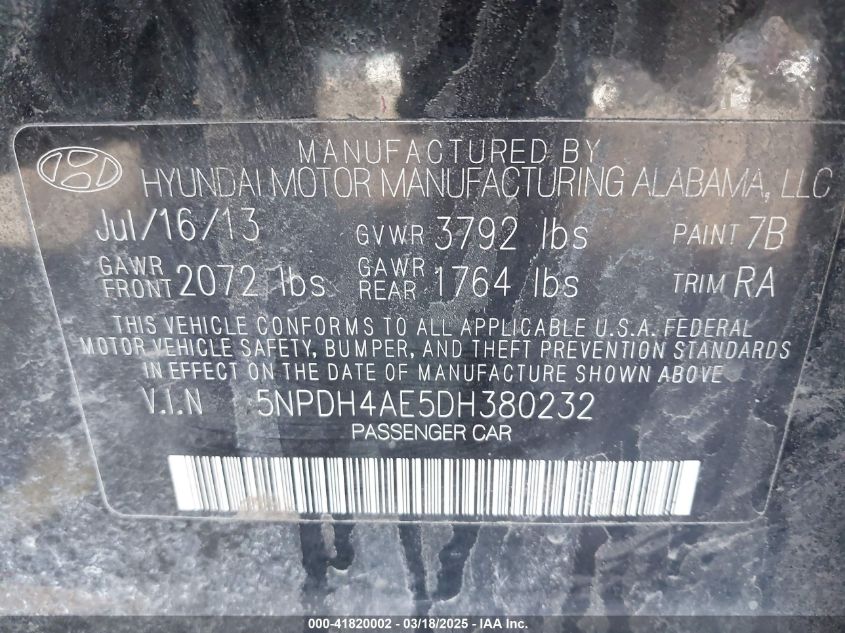 MANUFACTURED BY
HYUNDAI MOTOR MANUFACTURING ALABAMA, LLC
Jul/16/13 GVWR 3792 lbs PAINT 7B
GAWR FRONT 2072 lbs GAWR REAR 1764 lbs TRIM RA
THIS VEHICLE CONFORMS TO ALL APPLICABLE U.S.A. FEDERAL
MOTOR VEHICLE SAFETY, BUMPER, AND THEFT PREVENTION STANDARDS
IN EFFECT ON THE DATE OF MANUFACTURE SHOWN ABOVE
V.I.N 5NPDH4AE5DH380232
PASSENGER CAR
000-41820002 - 03/18/2025 - IAA Inc.